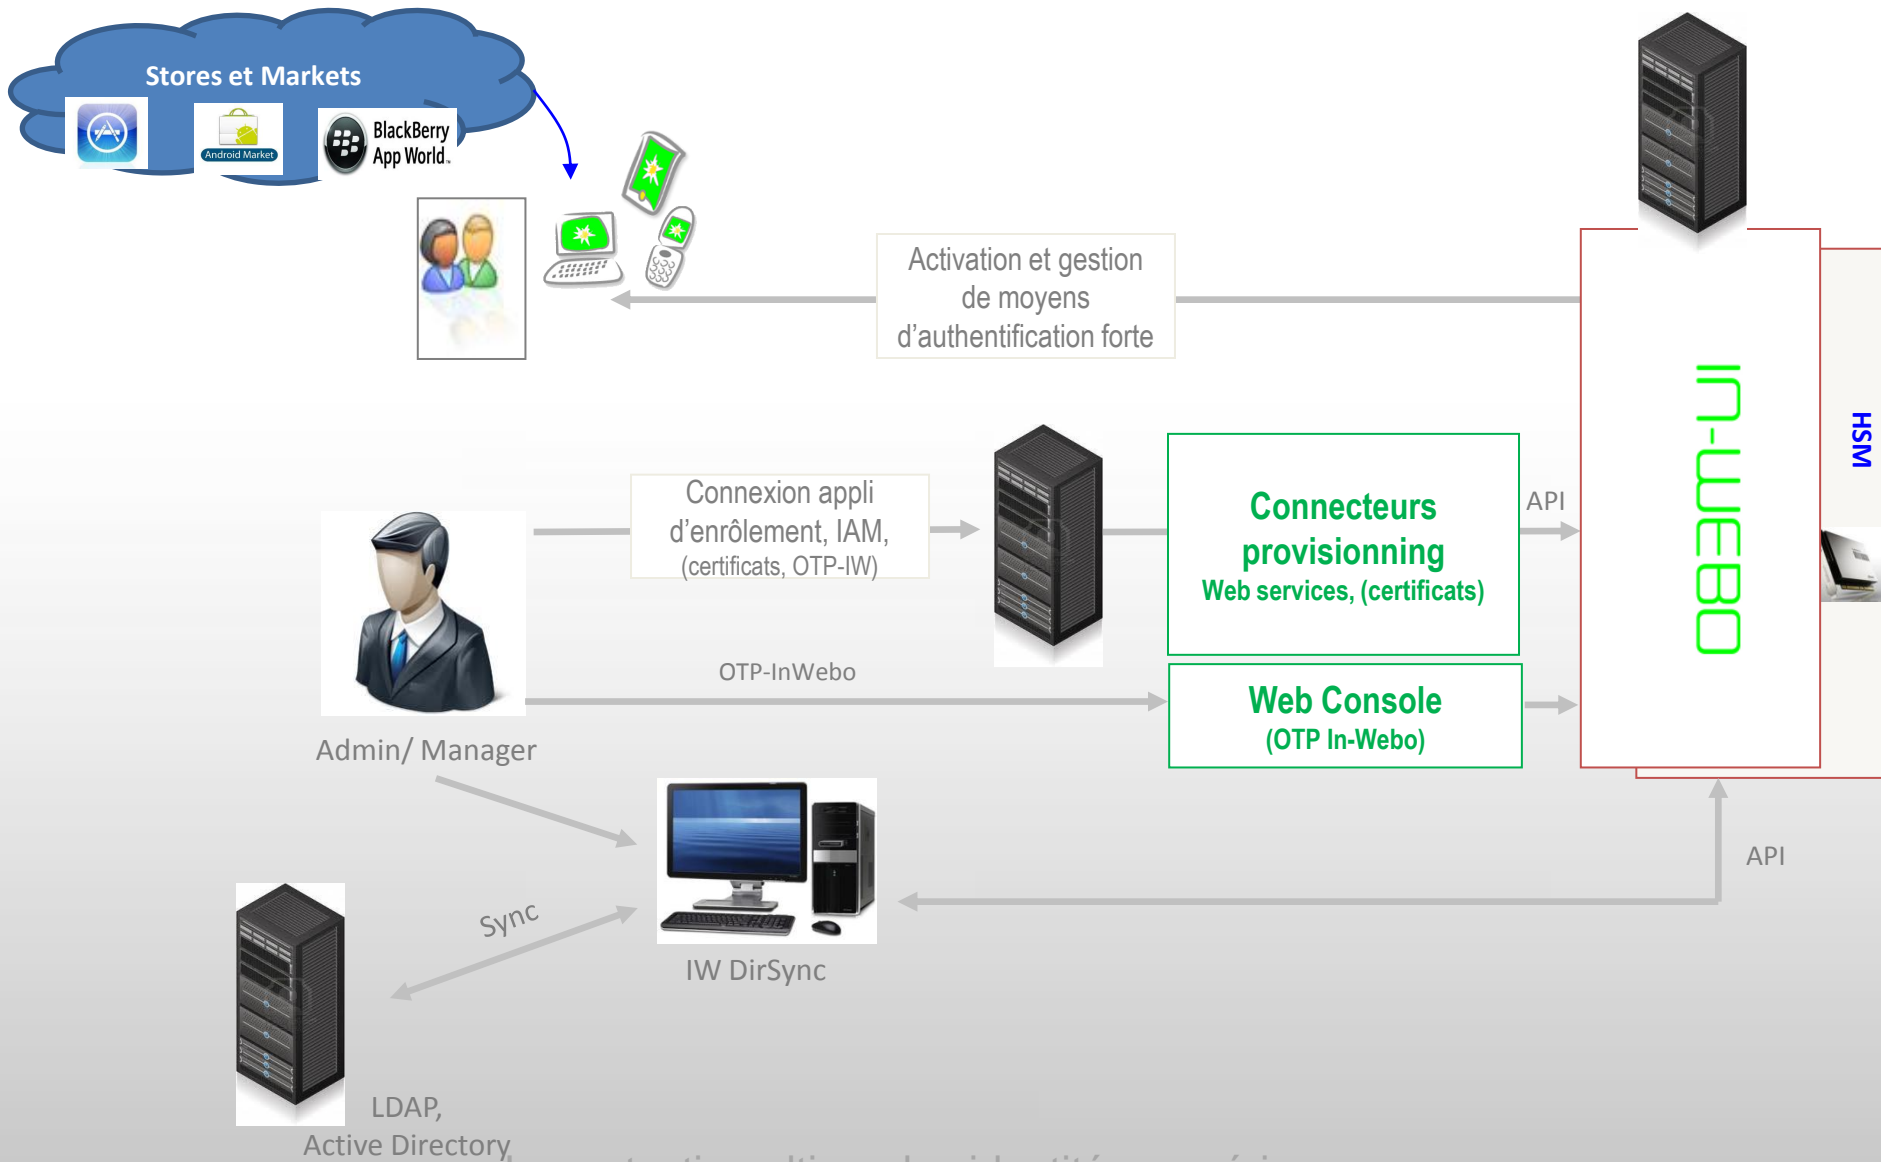 Stores et Markets
Android Market
BlackBerry
App World
Activation et gestion
de moyens
d'authentification forte
IN-WEBO
HSM
Connexion appli
d'enrôlement, IAM,
(certificats, OTP-IW)
Connecteurs
provisionning
Web services, (certificats)
API
OTP-InWebo
Web Console
(OTP In-Webo)
Admin/ Manager
API
Sync
IW DirSync
LDAP,
Active Directory